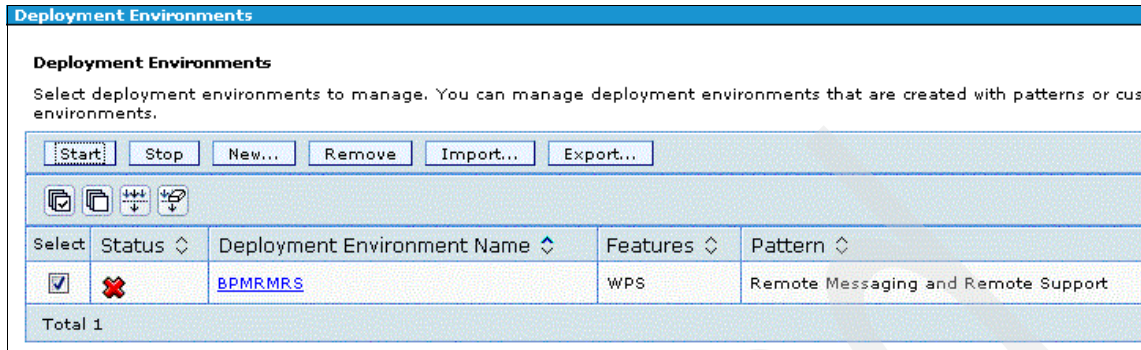 Deployment Environments
Deployment Environments
Select deployment environments to manage. You can manage deployment environments that are created with patterns or cus
environments.
Start Stop New... Remove Import... Export...
Select Status Deployment Environment Name Features Pattern
BPMRMRS WPS Remote Messaging and Remote Support
Total 1